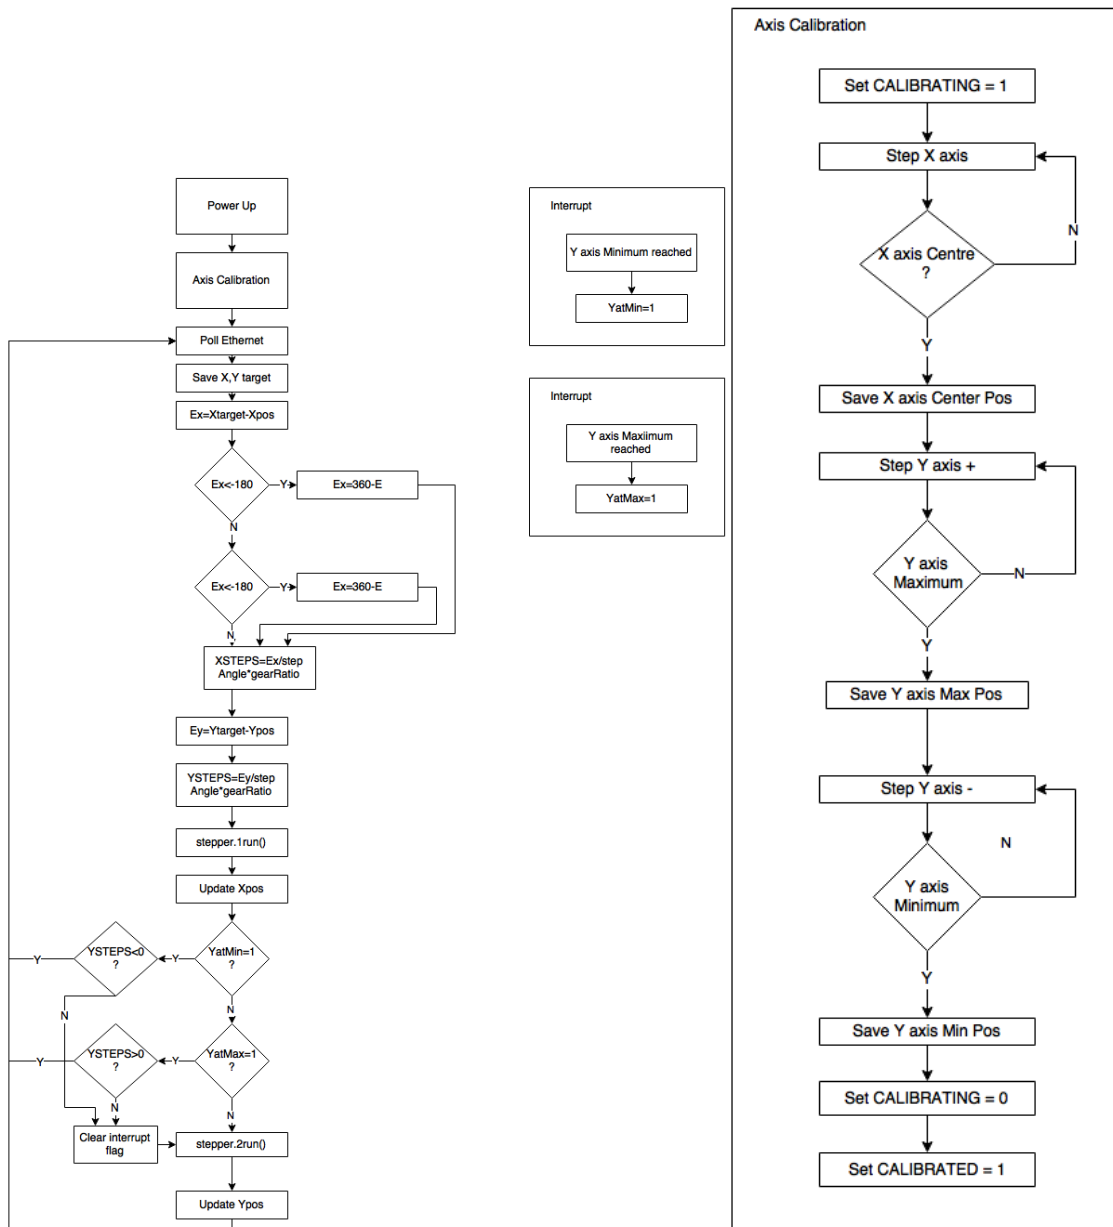 Power Up
Axis Calibration
Poll Ethernet
Save X,Y target
Ex=Xtarget-Xpos
Ex<-180
Y
Ex=360-E
N
Ex<-180
Y
Ex=360-E
N
XSTEPS=Ex/step
Angle*gearRatio
Ey=Ytarget-Ypos
YSTEPS=Ey/step
Angle*gearRatio
stepper.1run()
Update Xpos
YatMin=1
?
Y
YSTEPS<0
?
Y
N
N
YatMax=1
?
Y
YSTEPS>0
?
Y
N
N
Clear interrupt
flag
stepper.2run()
Update Ypos
Interrupt
Y axis Minimum reached
YatMin=1
Interrupt
Y axis Maxiimum
reached
YatMax=1
Axis Calibration
Set CALIBRATING = 1
Step X axis
N
X axis Centre
?
Y
Save X axis Center Pos
Step Y axis +
Y axis
Maximum
N
Y
Save Y axis Max Pos
Step Y axis -
N
Y axis
Minimum
Y
Save Y axis Min Pos
Set CALIBRATING = 0
Set CALIBRATED = 1